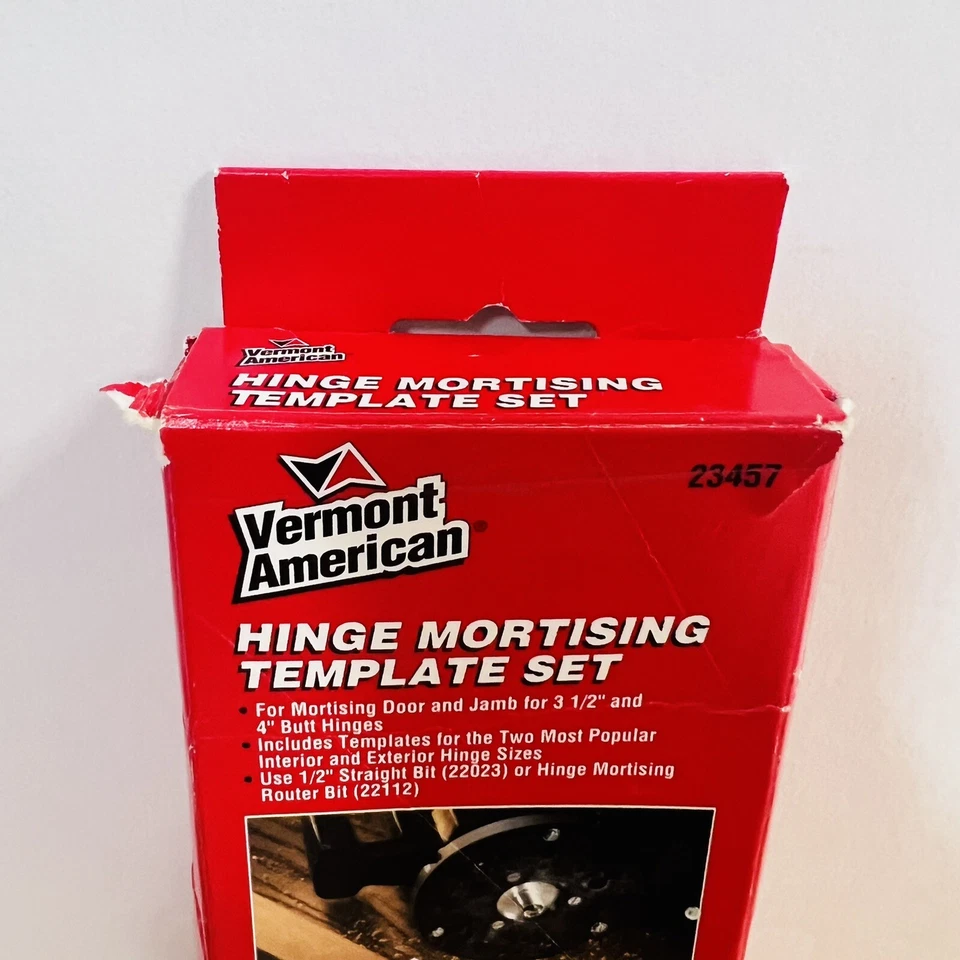 Vermont
American
HINGE MORTISING
TEMPLATE SET
23457
Vermont
American®
HINGE MORTISING
TEMPLATE SET
• For Mortising Door and Jamb for 3 1/2" and
4" Butt Hinges
• Includes Templates for the Two Most Popular
Interior and Exterior Hinge Sizes
• Use 1/2" Straight Bit (22023) or Hinge Mortising
Router Bit (22112)